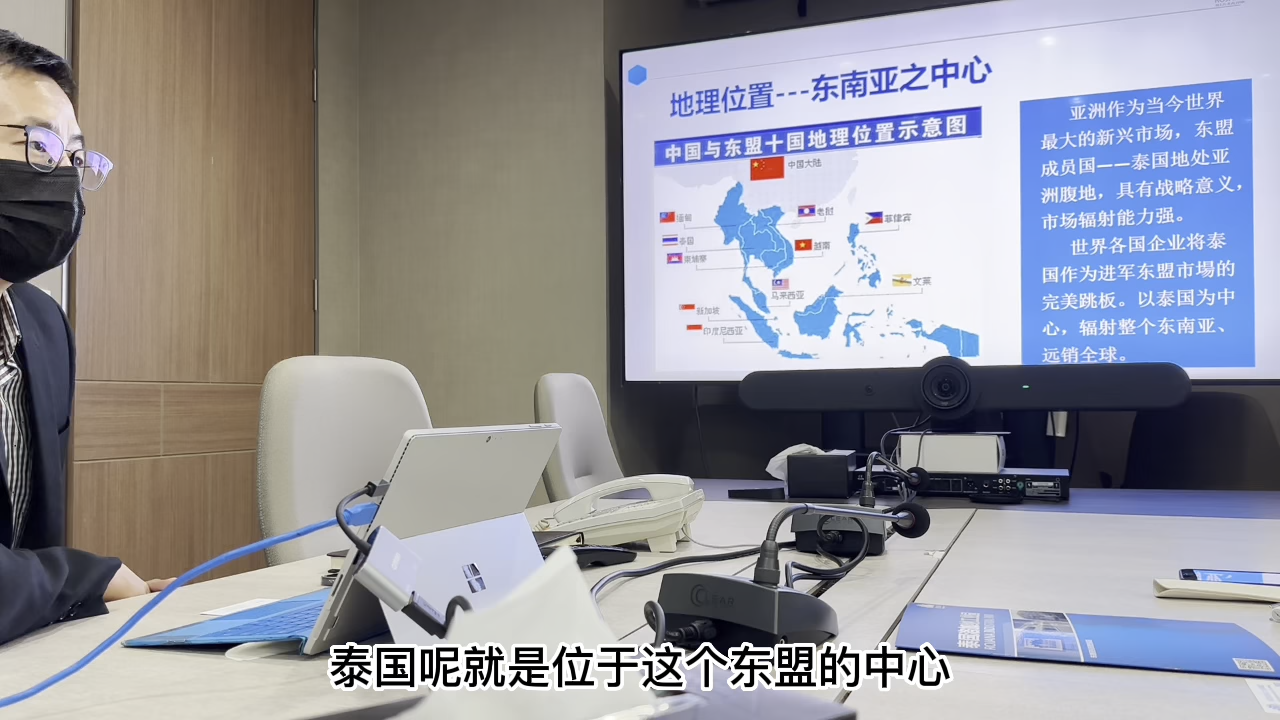 地理位置---东南亚之中心
中国与东盟十国地理位置示意图
中国大陆
缅甸
老挝
菲律宾
泰国
越南
柬埔寨
文莱
马来西亚
新加坡
印度尼西亚
亚洲作为当今世界
最大的新兴市场，东盟
成员国——泰国地处亚
洲腹地，具有战略意义，
市场辐射能力强。
世界各国企业将泰
国作为进军东盟市場的
完美跳板。以泰国为中
心，辐射整个东南亚、
远销全球。
CLEAR
泰国呢就是位于这个东盟的中心